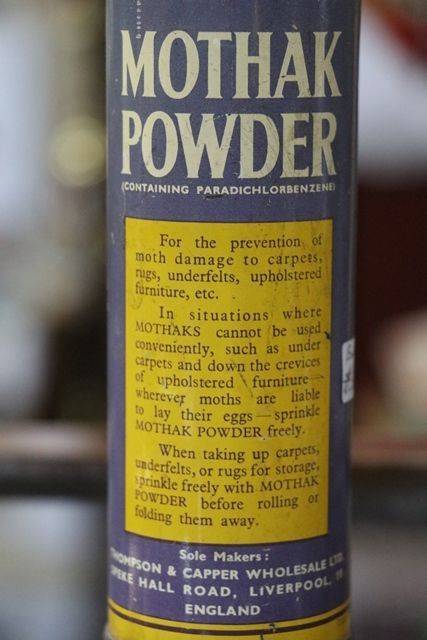 MOTHAK
POWDER
(CONTAINING PARADICHLORBENZENE)
For the prevention of
moth damage to carpets,
rugs, underfelts, upholstered
furniture, etc.
In situations where
MOTHAKS cannot be used
conveniently, such as under
carpets and down the crevices
of upholstered furniture—
wherever moths are liable
to lay their eggs—sprinkle
MOTHAK POWDER freely.
When taking up carpets,
underfelts, or rugs for storage,
sprinkle freely with MOTHAK
POWDER before rolling or
folding them away.
Sole Makers:
THOMPSON & CAPPER WHOLESALE LTD.
SPEKE HALL ROAD, LIVERPOOL,
ENGLAND